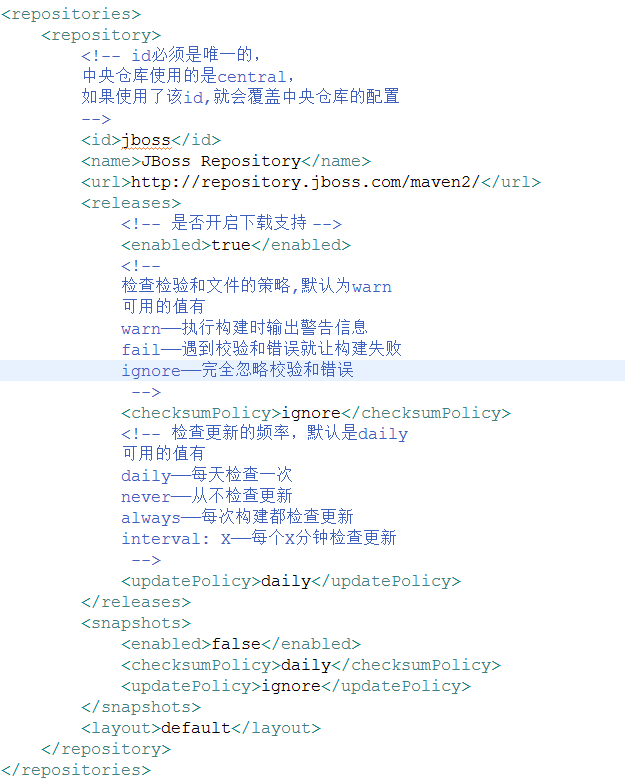 <repositories>
    <repository>
        <!-- id必须是唯一的，
        中央仓库使用的是central，
        如果使用了该id,就会覆盖中央仓库的配置
        -->
        <id>jboss</id>
        <name>JBoss Repository</name>
        <url>http://repository.jboss.com/maven2/</url>
        <releases>
            <!-- 是否开启下载支持 -->
            <enabled>true</enabled>
            <!--
            检查检验和文件的策略,默认为warn
            可用的值有
            warn——执行构建时输出警告信息
            fail——遇到校验和错误就让构建失败
            ignore——完全忽略校验和错误
             -->
            <checksumPolicy>ignore</checksumPolicy>
            <!-- 检查更新的频率，默认是daily
            可用的值有
            daily——每天检查一次
            never——从不检查更新
            always——每次构建都检查更新
            interval: X——每个X分钟检查更新
             -->
            <updatePolicy>daily</updatePolicy>
        </releases>
        <snapshots>
            <enabled>false</enabled>
            <checksumPolicy>daily</checksumPolicy>
            <updatePolicy>ignore</updatePolicy>
        </snapshots>
        <layout>default</layout>
    </repository>
</repositories>